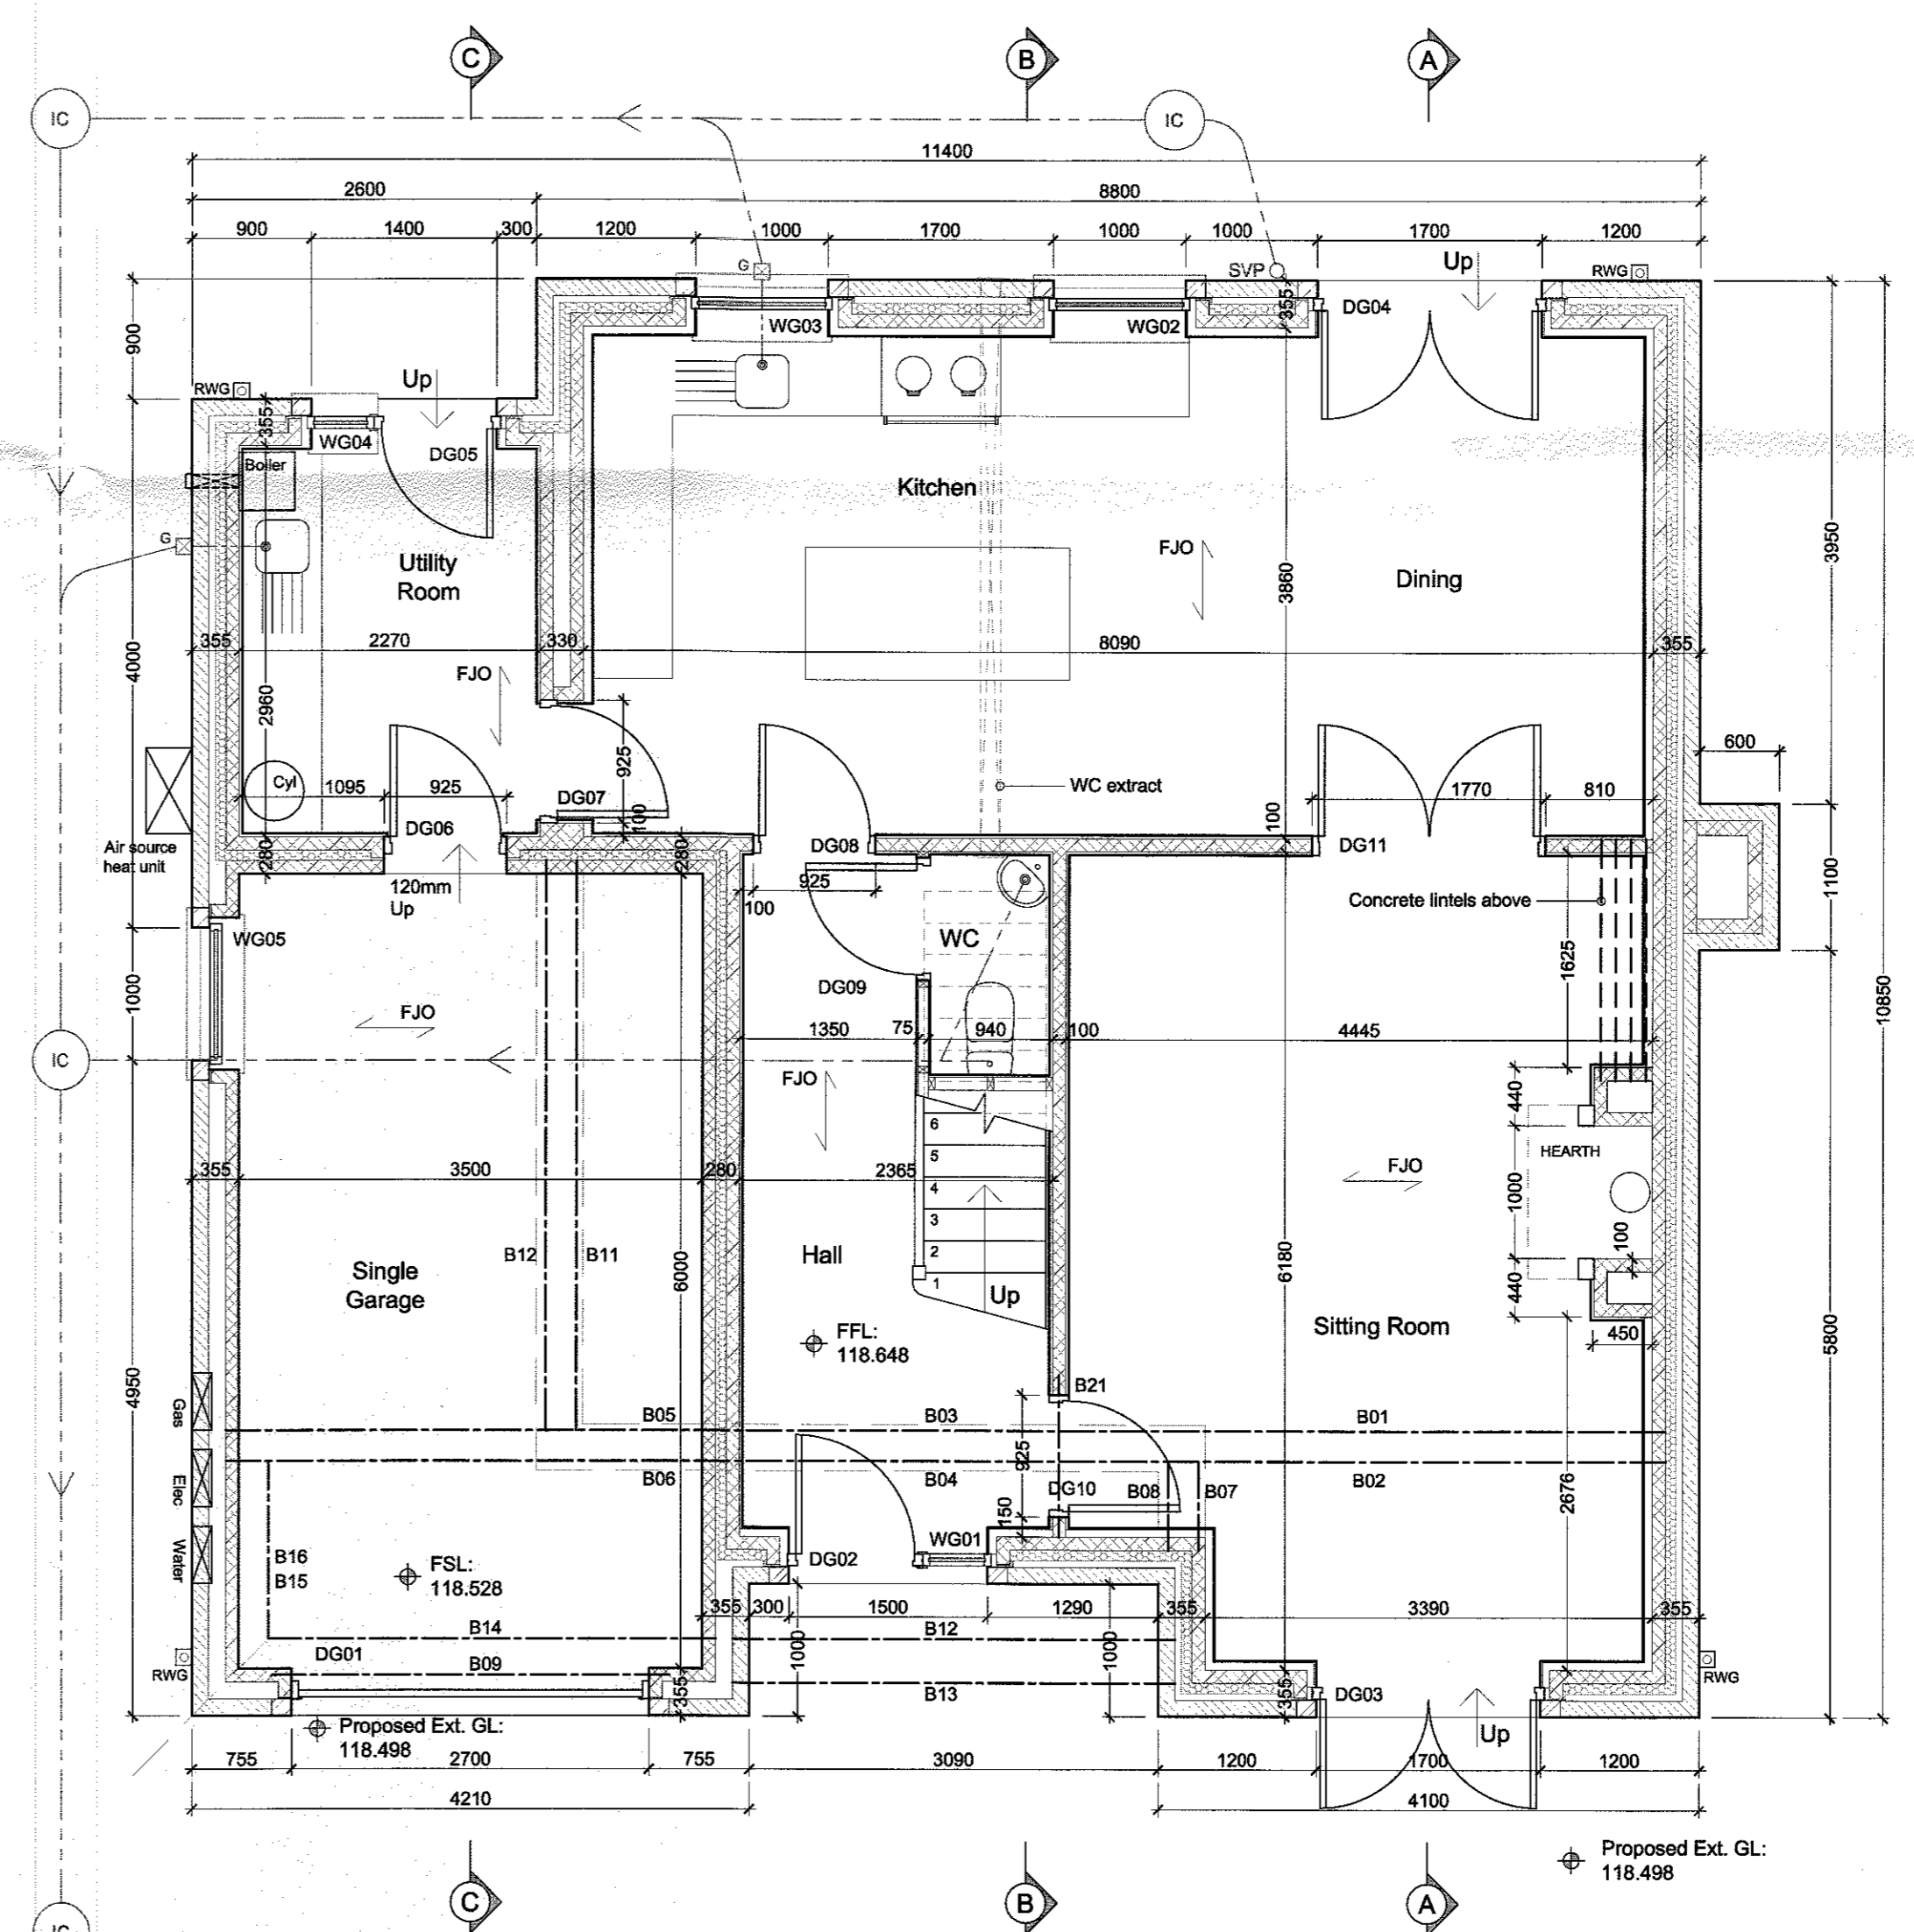 C
B
A
IC
IC
11400
2600
8800
900
1400
300
1200
1000
1700
1000
1000
1700
1200
G
SVP
Up
RWG
355
DG04
WG03
WG02
900
RWG
Up
355
WG04
DG05
Boiler
Kitchen
G
Utility
Room
FJO
3860
Dining
3950
4000
355
2270
330
8090
355
FJO
2960
925
600
Cyl
1095
925
WC extract
1770
810
DG07
100
100
DG06
DG08
DG11
Air source
heat unit
280
280
120mm
Up
925
100
Concrete lintels above
1100
WG05
WC
1625
DG09
1000
10850
FJO
1350
75
940
100
4445
IC
FJO
440
6
5
4
3
2
1
HEARTH
355
3500
280
2365
FJO
1000
100
B12
B11
Hall
6180
Single
Garage
6000
Up
440
Sitting Room
FFL:
118.648
450
5800
4950
B21
Gas
B05
B03
B01
925
Elec
B06
B04
DG10
B08
B07
B02
2676
150
Water
B16
B15
FSL:
118.528
DG02
WG01
355
300
1500
1290
355
3390
355
B14
B12
1000
1000
DG01
B09
RWG
RWG
355
B13
355
DG03
Proposed Ext. GL:
118.498
Up
755
2700
755
3090
1200
1700
1200
4210
4100
Proposed Ext. GL:
118.498
C
B
A
IC